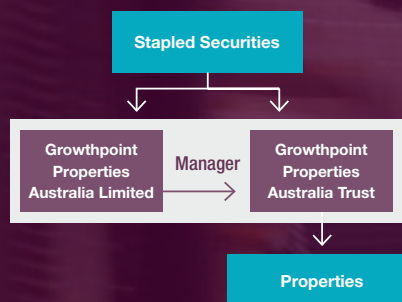 Stapled Securities
Growthpoint
Properties
Australia Limited
Manager
Growthpoint
Properties
Australia Trust
Properties